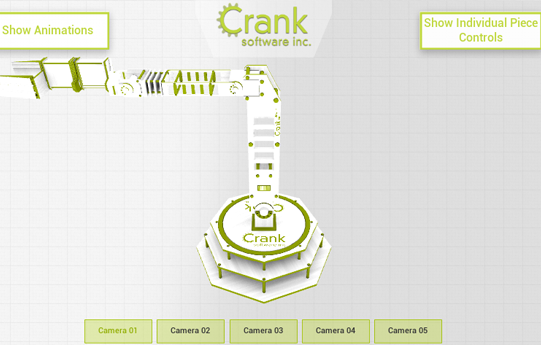 Show Animations
Crank
software inc.
Show Individual Piece
Controls
Crank
Camera 01
Camera 02
Camera 03
Camera 04
Camera 05